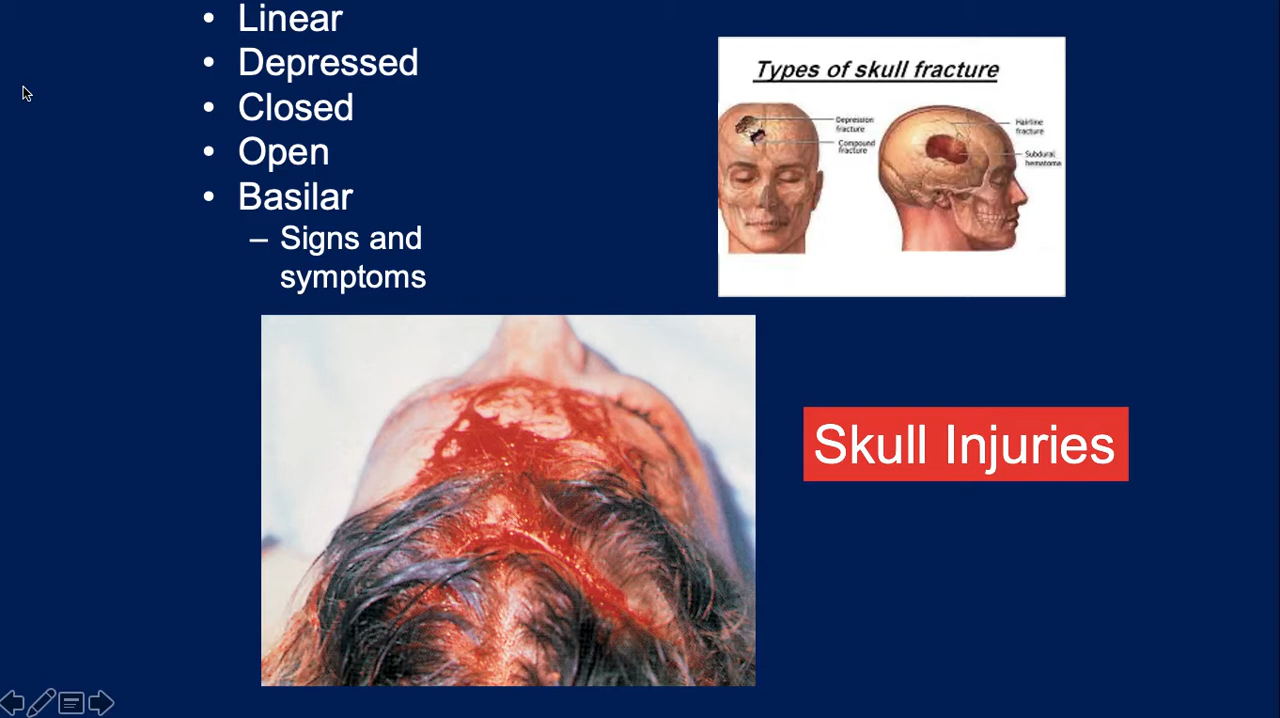 • Linear
• Depressed
• Closed
• Open
• Basilar
– Signs and
symptoms
Types of skull fracture
Depression
fracture
Compound
fracture
Hairline
fracture
Subdural
hematoma
Skull Injuries